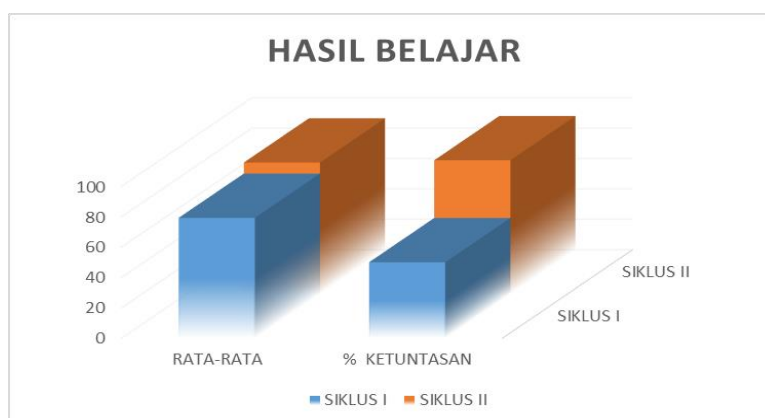 HASIL BELAJAR
100
80
60
40
20
0
SIKLUS II
SIKLUS I
RATA-RATA
% KETUNTASAN
SIKLUS I
SIKLUS II